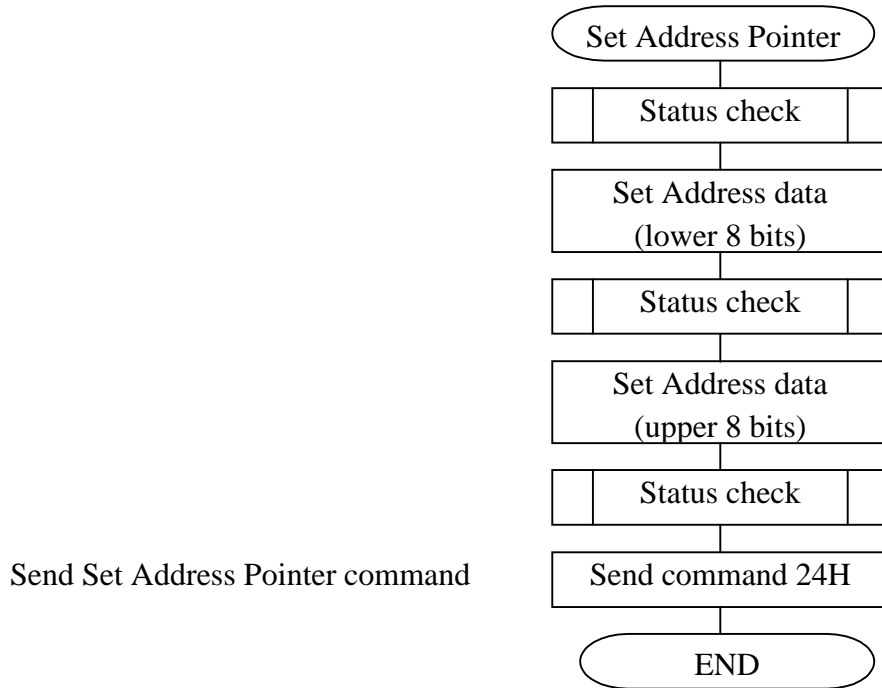 Set Address Pointer
Status check
Set Address data
(lower 8 bits)
Status check
Set Address data
(upper 8 bits)
Status check
Send Set Address Pointer command
Send command 24H
END